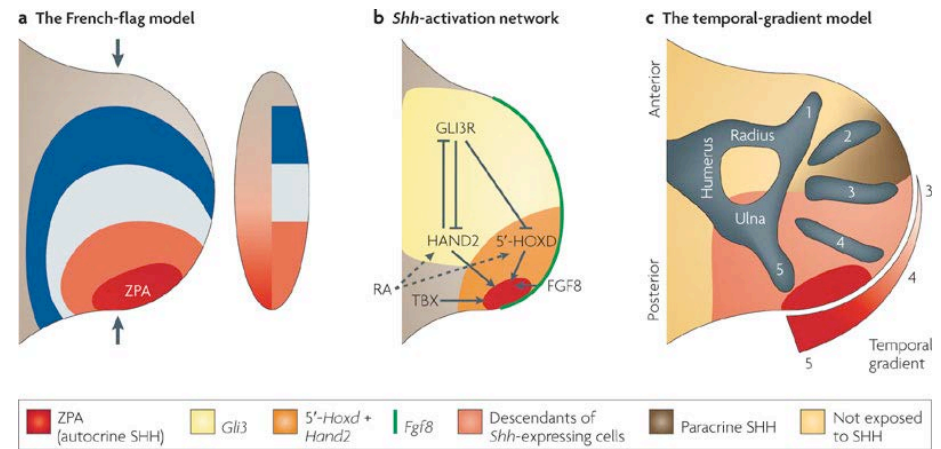 a The French-flag model
ZPA
b Shh-activation network
GLI3R
HAND2 5′-HOXD
RA
TBX
FGF8
c The temporal-gradient model
Anterior
Posterior
Humerus
Radius
Ulna
1
2
3
4
5
3
4
5
Temporal
gradient
ZPA
(autocrine SHH)
Gli3
5′-Hoxd +
Hand2
Fgf8
Descendants of
Shh-expressing cells
Paracrine SHH
Not exposed
to SHH